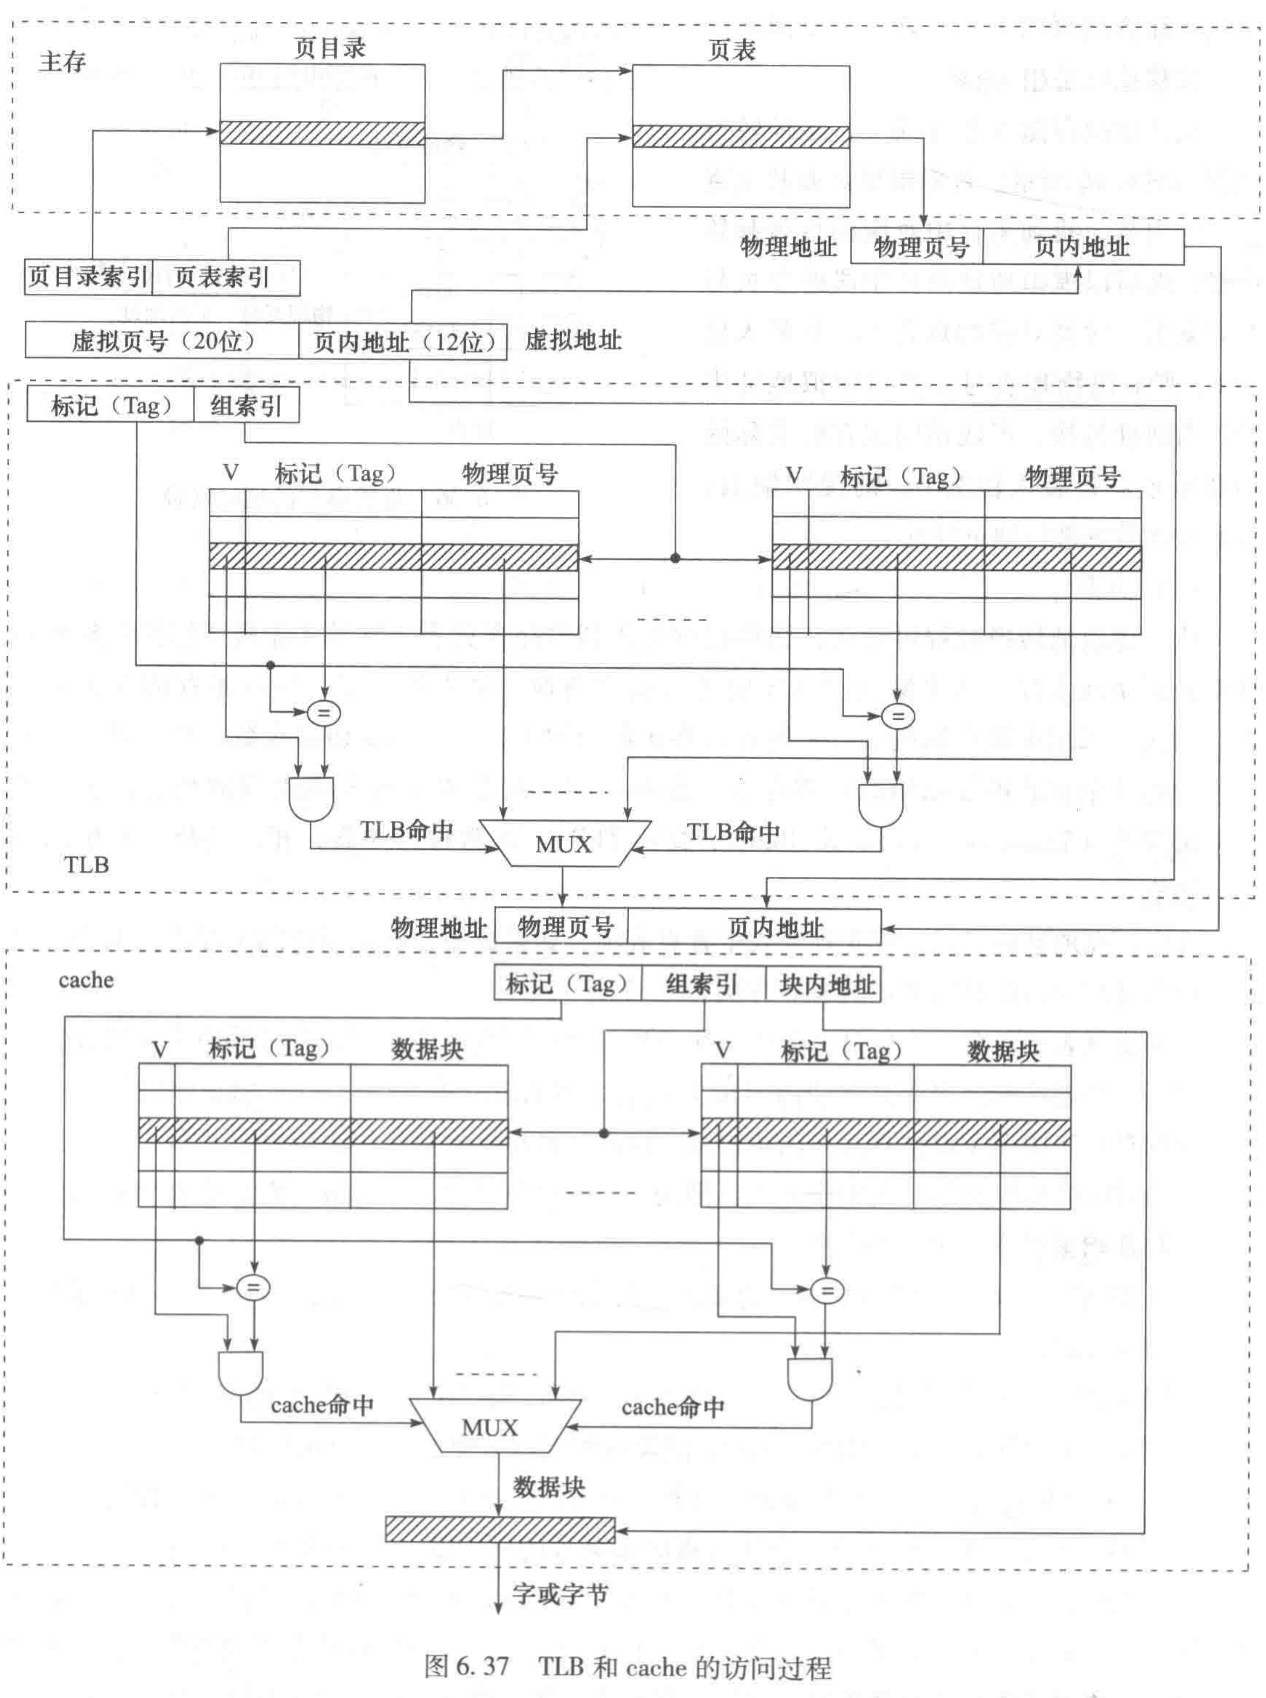 主存
页目录
页表
物理地址 物理页号 页内地址
页目录索引 页表索引
虚拟页号（20位） 页内地址（12位） 虚拟地址
标记（Tag） 组索引
V 标记（Tag） 物理页号
V 标记（Tag） 物理页号
=
=
TLB命中
MUX
TLB命中
TLB
物理地址 物理页号 页内地址
cache
标记（Tag） 组索引 块内地址
V 标记（Tag） 数据块
V 标记（Tag） 数据块
=
=
cache命中
MUX
cache命中
数据块
字或字节
图 6.37 TLB 和 cache 的访问过程